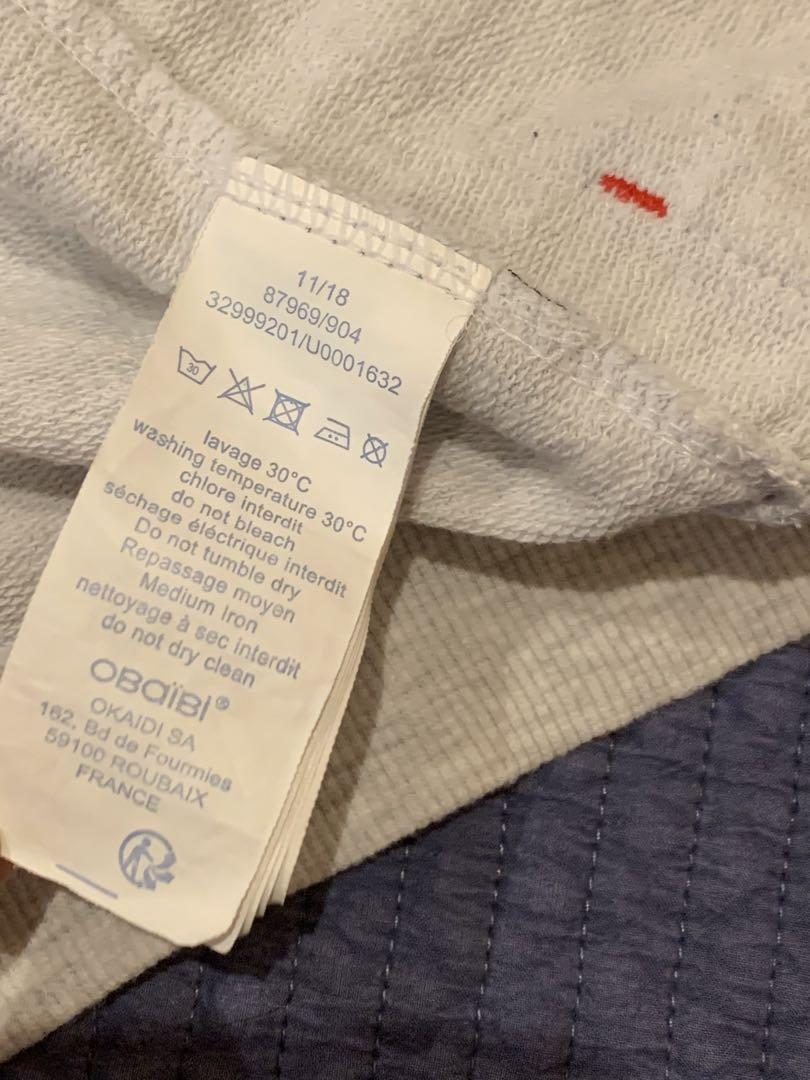 11/18
87969/904
32999201/U0001632
30
lavage 30°C
washing temperature 30°C
chlore interdit
do not bleach
séchage éléctrique interdit
Do not tumble dry
Repassage moyen
Medium Iron
nettoyage à sec interdit
do not dry clean
OBaïBi®
OKAIDI SA
162, Bd de Fourmies
59100 ROUBAIX
FRANCE